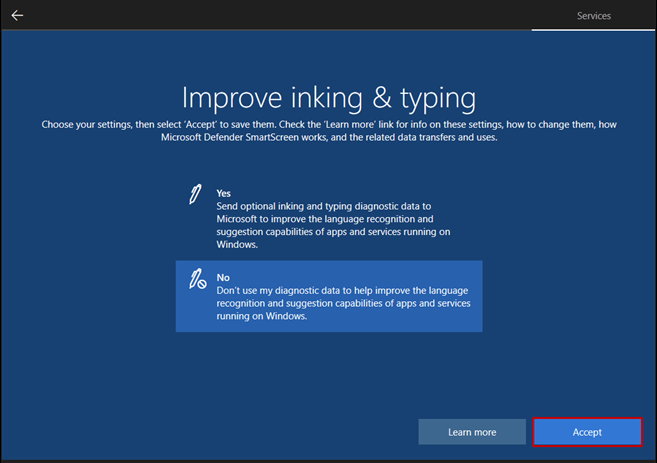 Services
Improve inking & typing
Choose your settings, then select 'Accept' to save them. Check the 'Learn more' link for info on these settings, how to change them, how
Microsoft Defender SmartScreen works, and the related data transfers and uses.
Yes
Send optional inking and typing diagnostic data to
Microsoft to improve the language recognition and
suggestion capabilities of apps and services running on
Windows.
No
Don't use my diagnostic data to help improve the language
recognition and suggestion capabilities of apps and services
running on Windows.
Learn more
Accept